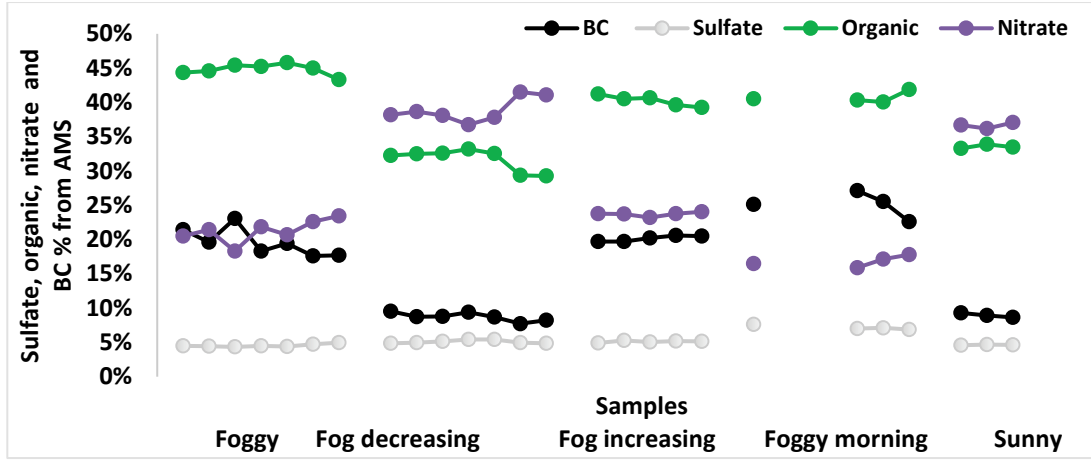 BC Sulfate Organic Nitrate
Sulfate, organic, nitrate and
BC % from AMS
50%
45%
40%
35%
30%
25%
20%
15%
10%
5%
0%
Samples
Foggy Fog decreasing Fog increasing Foggy morning Sunny